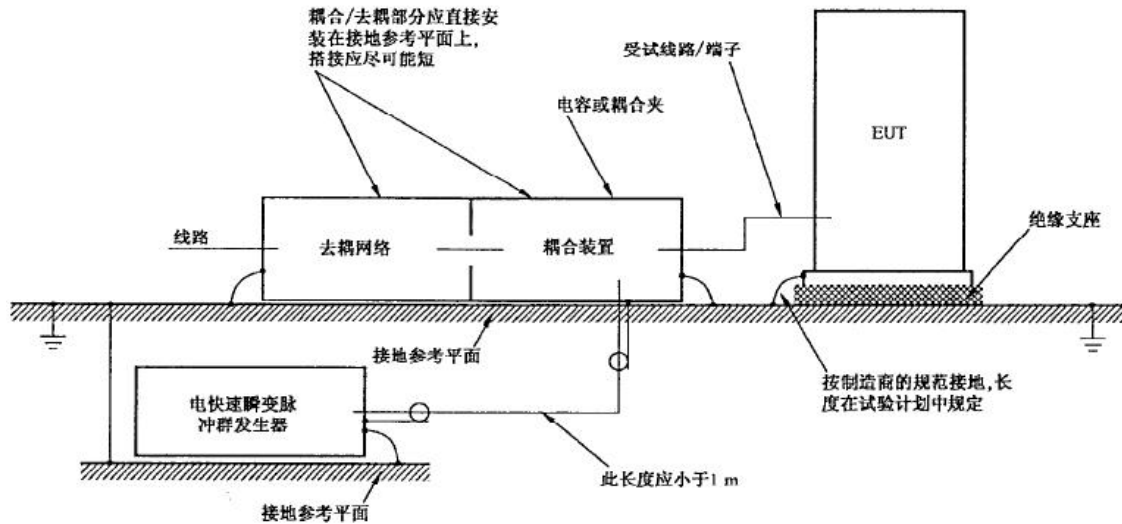 耦合/去耦部分应直接安
装在接地参考平面上,
搭接应尽可能短
受试线路/端子
电容或耦合夹
EUT
绝缘支座
线路
去耦网络
耦合装置
接地参考平面
按制造商的规范接地,长
度在试验计划中规定
电快速瞬变脉
冲群发生器
此长度应小于1 m
接地参考平面